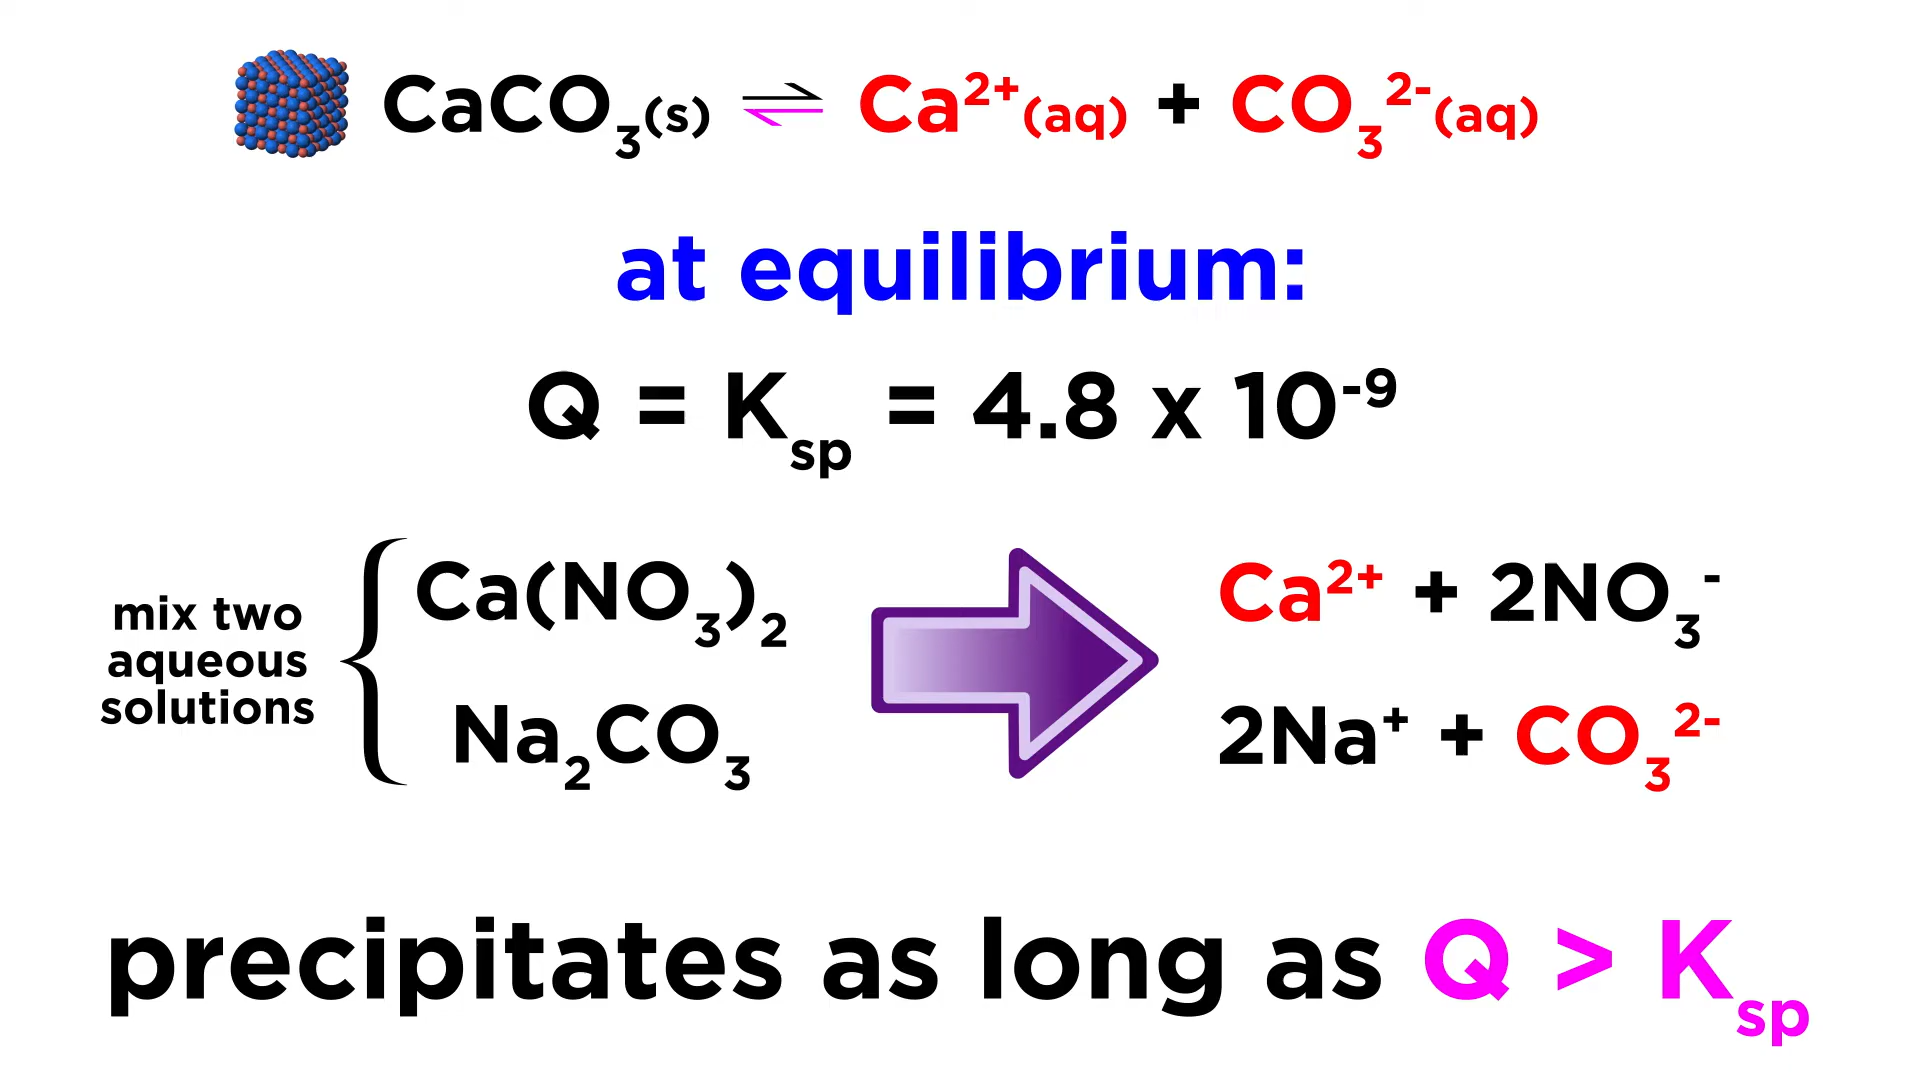 CaCO₃(s) ⇌ Ca²⁺(aq) + CO₃²⁻(aq)
at equilibrium:
Q = Kₛₚ = 4.8 x 10⁻⁹
mix two
aqueous
solutions
Ca(NO₃)₂
Na₂CO₃
Ca²⁺ + 2NO₃⁻
2Na⁺ + CO₃²⁻
precipitates as long as Q > Kₛₚ